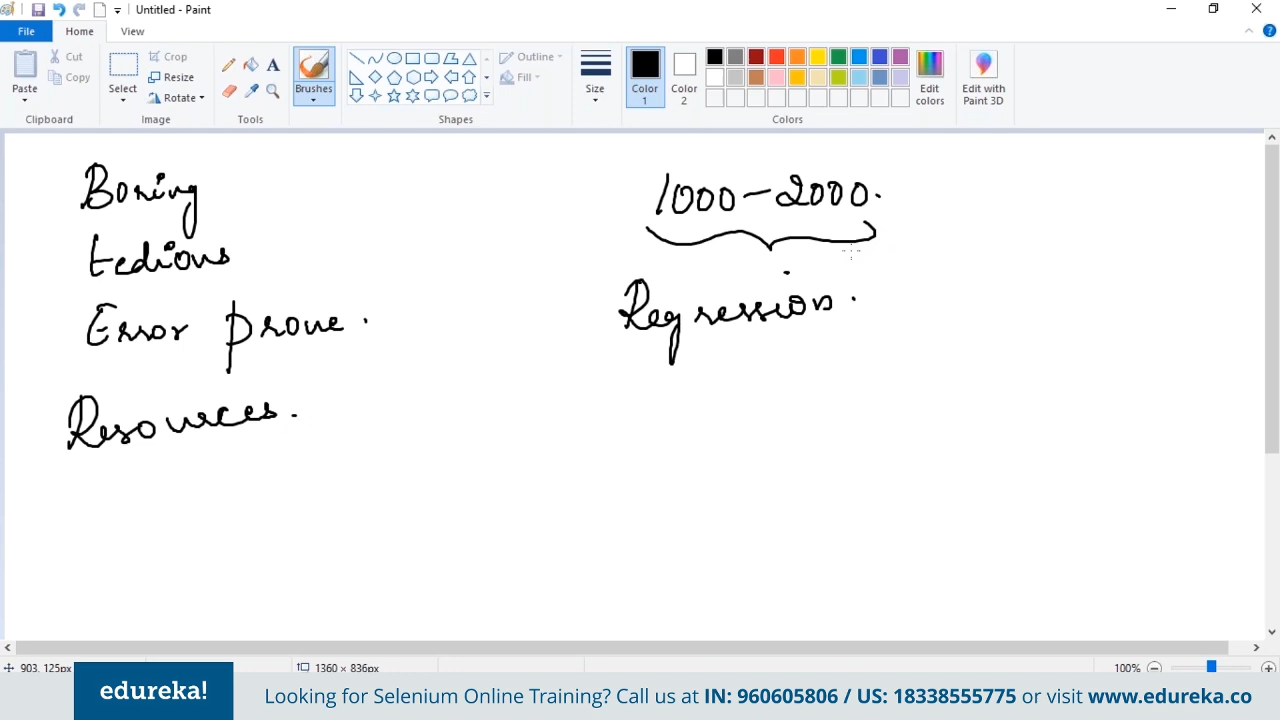 Untitled - Paint
File Home View
Paste
Cut
Copy
Clipboard
Select
Crop
Resize
Rotate
Image
Tools
Brushes
Outline
Fill
Shapes
Size
Color 1
Color 2
Edit colors
Edit with Paint 3D
Colors
Boring
tedious
Error prone.
Resources.
1000-2000.
Regression.
903, 125px
1360 × 836px
100%
edureka!
Looking for Selenium Online Training? Call us at IN: 960605806 / US: 18338555775 or visit www.edureka.co